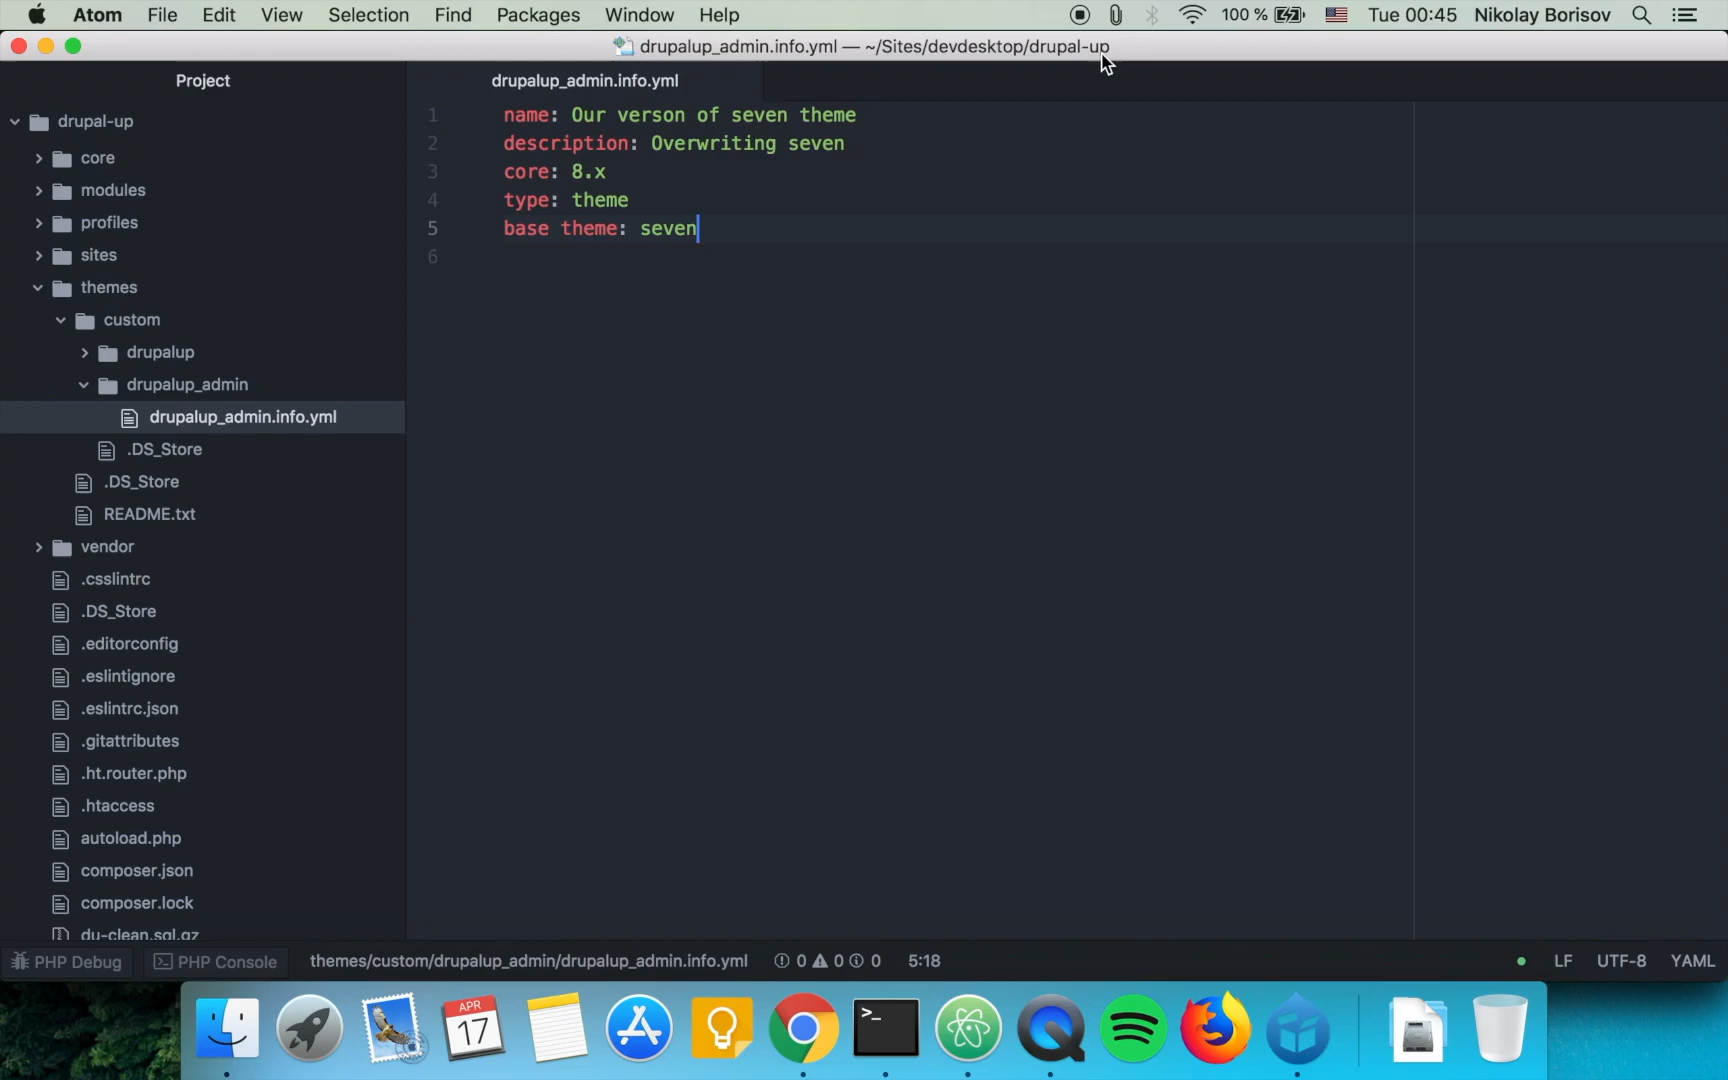 Atom File Edit View Selection Find Packages Window Help 100 % Tue 00:45 Nikolay Borisov
drupalup_admin.info.yml — ~/Sites/devdesktop/drupal-up
Project
drupalup_admin.info.yml
drupal-up
core
modules
profiles
sites
themes
custom
drupalup
drupalup_admin
drupalup_admin.info.yml
.DS_Store
.DS_Store
README.txt
vendor
.csslintrc
.DS_Store
.editorconfig
.eslintignore
.eslintrc.json
.gitattributes
.ht.router.php
.htaccess
autoload.php
composer.json
composer.lock
du-clean.sql.gz
1 name: Our verson of seven theme
2 description: Overwriting seven
3 core: 8.x
4 type: theme
5 base theme: seven
6
PHP Debug PHP Console themes/custom/drupalup_admin/drupalup_admin.info.yml 0 0 0 5:18 LF UTF-8 YAML
APR
17
>_